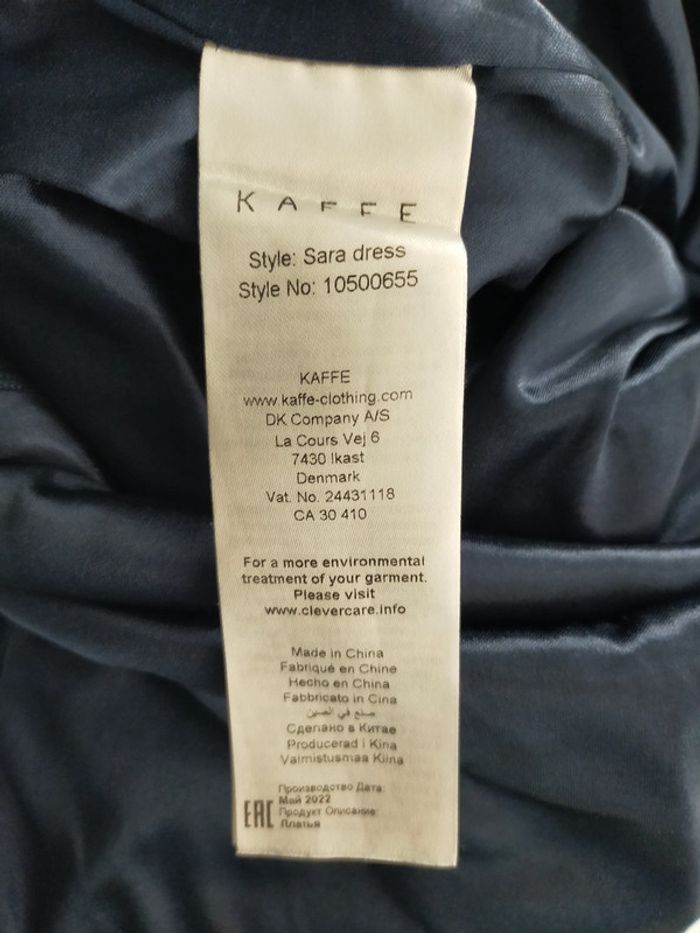 KAFFE
Style: Sara dress
Style No: 10500655
KAFFE
www.kaffe-clothing.com
DK Company A/S
La Cours Vej 6
7430 Ikast
Denmark
Vat. No. 24431118
CA 30 410
For a more environmental
treatment of your garment.
Please visit
www.clevercare.info
Made in China
Fabriqué en Chine
Hecho en China
Fabbricato in Cina
صنع في الصين
Сделано в Китае
Producerad i Kina
Valmistusmaa Kiina
Производство Дата:
Май 2022
EAC Продукт Описание:
Платья